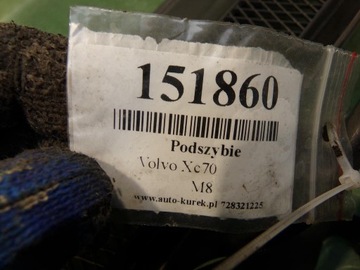 151860
Podszybie
Volvo Xc70
M8
www.auto-kurek.pl 728321225